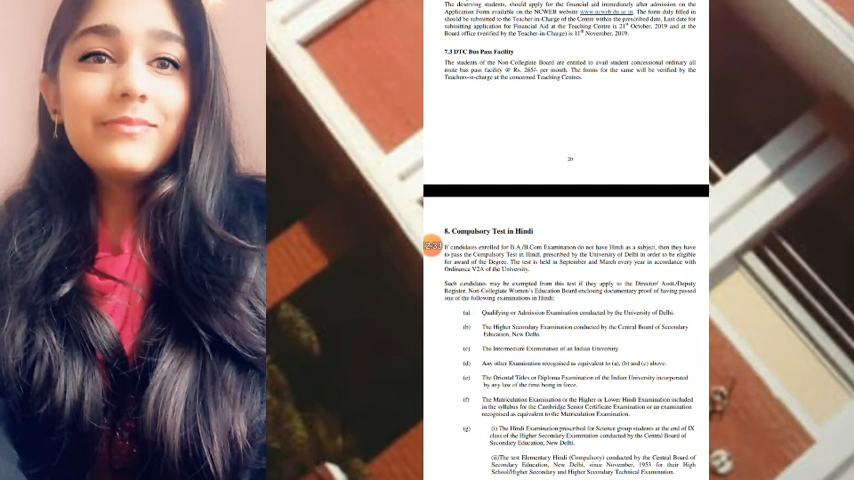 The deserving students, should apply for the financial aid immediately after admission on the
Application Form available on the NCWEB website www.ncweb.du.ac.in. The form duly filled in
should be submitted to the Teacher-in-Charge of the Centre within the prescribed date. Last date for
submitting application for Financial Aid at the Teaching Centre is 21st October, 2019 and at the
Board office (verified by the Teacher-in-Charge) is 11th November, 2019.
7.3 DTC Bus Pass Facility
The students of the Non-Collegiate Board are entitled to avail student concessional ordinary all
route bus pass facility @ Rs. 265/- per month. The forms for the same will be verified by the
Teachers-in-charge at the concerned Teaching Centres.
20
8. Compulsory Test in Hindi
If candidates enrolled for B.A./B.Com Examination do not have Hindi as a subject, then they have
to pass the Compulsory Test in Hindi, prescribed by the University of Delhi in order to be eligible
for award of the Degree. The test is held in September and March every year in accordance with
Ordinance V2A of the University.
Such candidates may be exempted from this test if they apply to the Director/ Asstt./Deputy
Register, Non-Collegiate Women's Education Board enclosing documentary proof of having passed
one of the following examinations in Hindi:
(a) Qualifying or Admission Examination conducted by the University of Delhi.
(b) The Higher Secondary Examination conducted by the Central Board of Secondary
Education, New Delhi.
(c) The Intermediate Examination of an Indian University.
(d) Any other Examination recognised as equivalent to (a), (b) and (c) above.
(e) The Oriental Titles or Diploma Examination of the Indian University incorporated
by any law of the time being in force.
(f) The Matriculation Examination or the Higher or Lower Hindi Examination included
in the syllabus for the Cambridge Senior Certificate Examination or an examination
recognised as equivalent to the Matriculation Examination.
(g) (i) The Hindi Examination prescribed for Science group students at the end of IX
class of the Higher Secondary Examination conducted by the Central Board of
Secondary Education, New Delhi.
(ii)The test Elementary Hindi (Compulsory) conducted by the Central Board of
Secondary Education, New Delhi, since November, 1953 for their High
School/Higher Secondary and Higher Secondary Technical Examination.